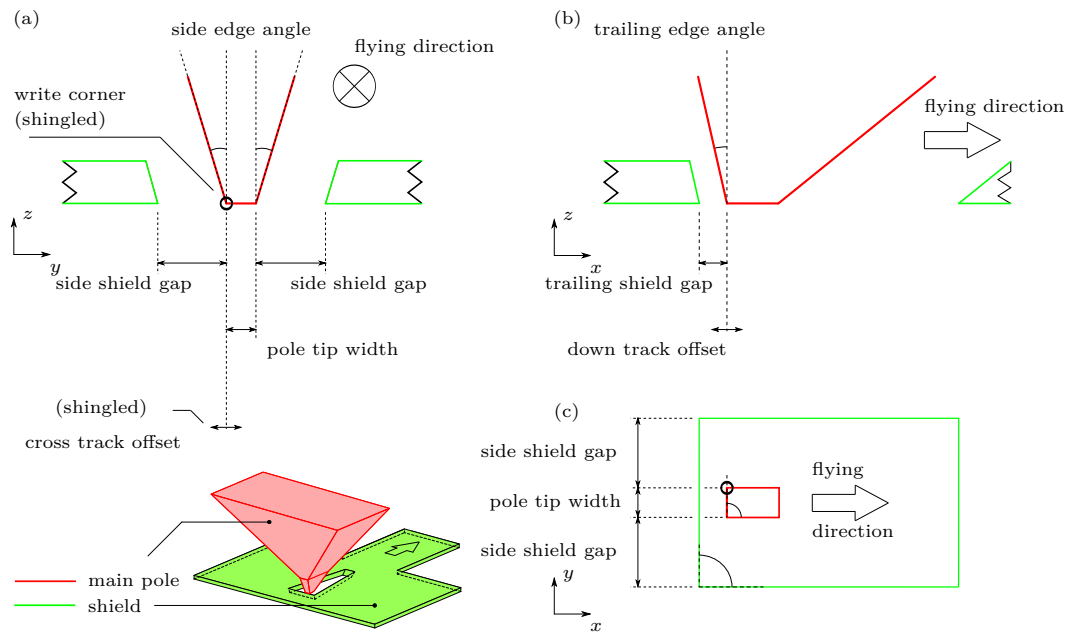 (a)
side edge angle
flying direction
write corner
(shingled)
z
y
side shield gap
side shield gap
pole tip width
(shingled)
cross track offset
main pole
shield
(b)
trailing edge angle
flying direction
z
x
trailing shield gap
down track offset
(c)
side shield gap
flying
pole tip width
direction
side shield gap
y
x